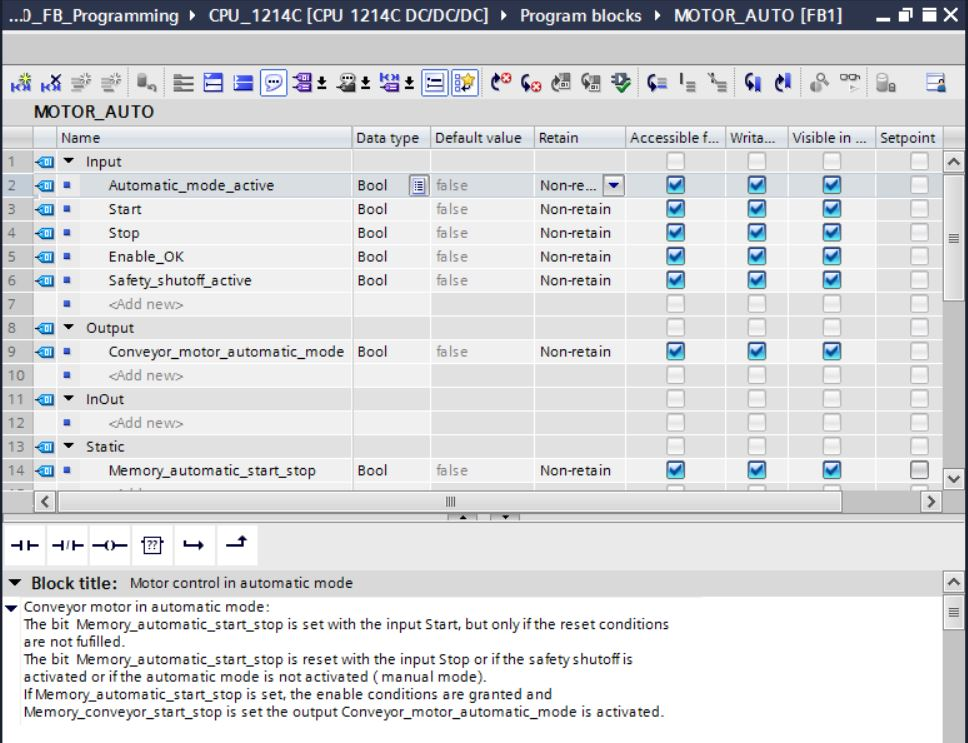 ...0_FB_Programming ▸ CPU_1214C [CPU 1214C DC/DC/DC] ▸ Program blocks ▸ MOTOR_AUTO [FB1]
MOTOR_AUTO
Name Data type Default value Retain Accessible f... Writa... Visible in ... Setpoint
1 Input
2 Automatic_mode_active Bool false Non-re...
3 Start Bool false Non-retain
4 Stop Bool false Non-retain
5 Enable_OK Bool false Non-retain
6 Safety_shutoff_active Bool false Non-retain
7 <Add new>
8 Output
9 Conveyor_motor_automatic_mode Bool false Non-retain
10 <Add new>
11 InOut
12 <Add new>
13 Static
14 Memory_automatic_start_stop Bool false Non-retain
??
Block title: Motor control in automatic mode
Conveyor motor in automatic mode:
The bit Memory_automatic_start_stop is set with the input Start, but only if the reset conditions
are not fufilled.
The bit Memory_automatic_start_stop is reset with the input Stop or if the safety shutoff is
activated or if the automatic mode is not activated ( manual mode).
If Memory_automatic_start_stop is set, the enable conditions are granted and
Memory_conveyor_start_stop is set the output Conveyor_motor_automatic_mode is activated.